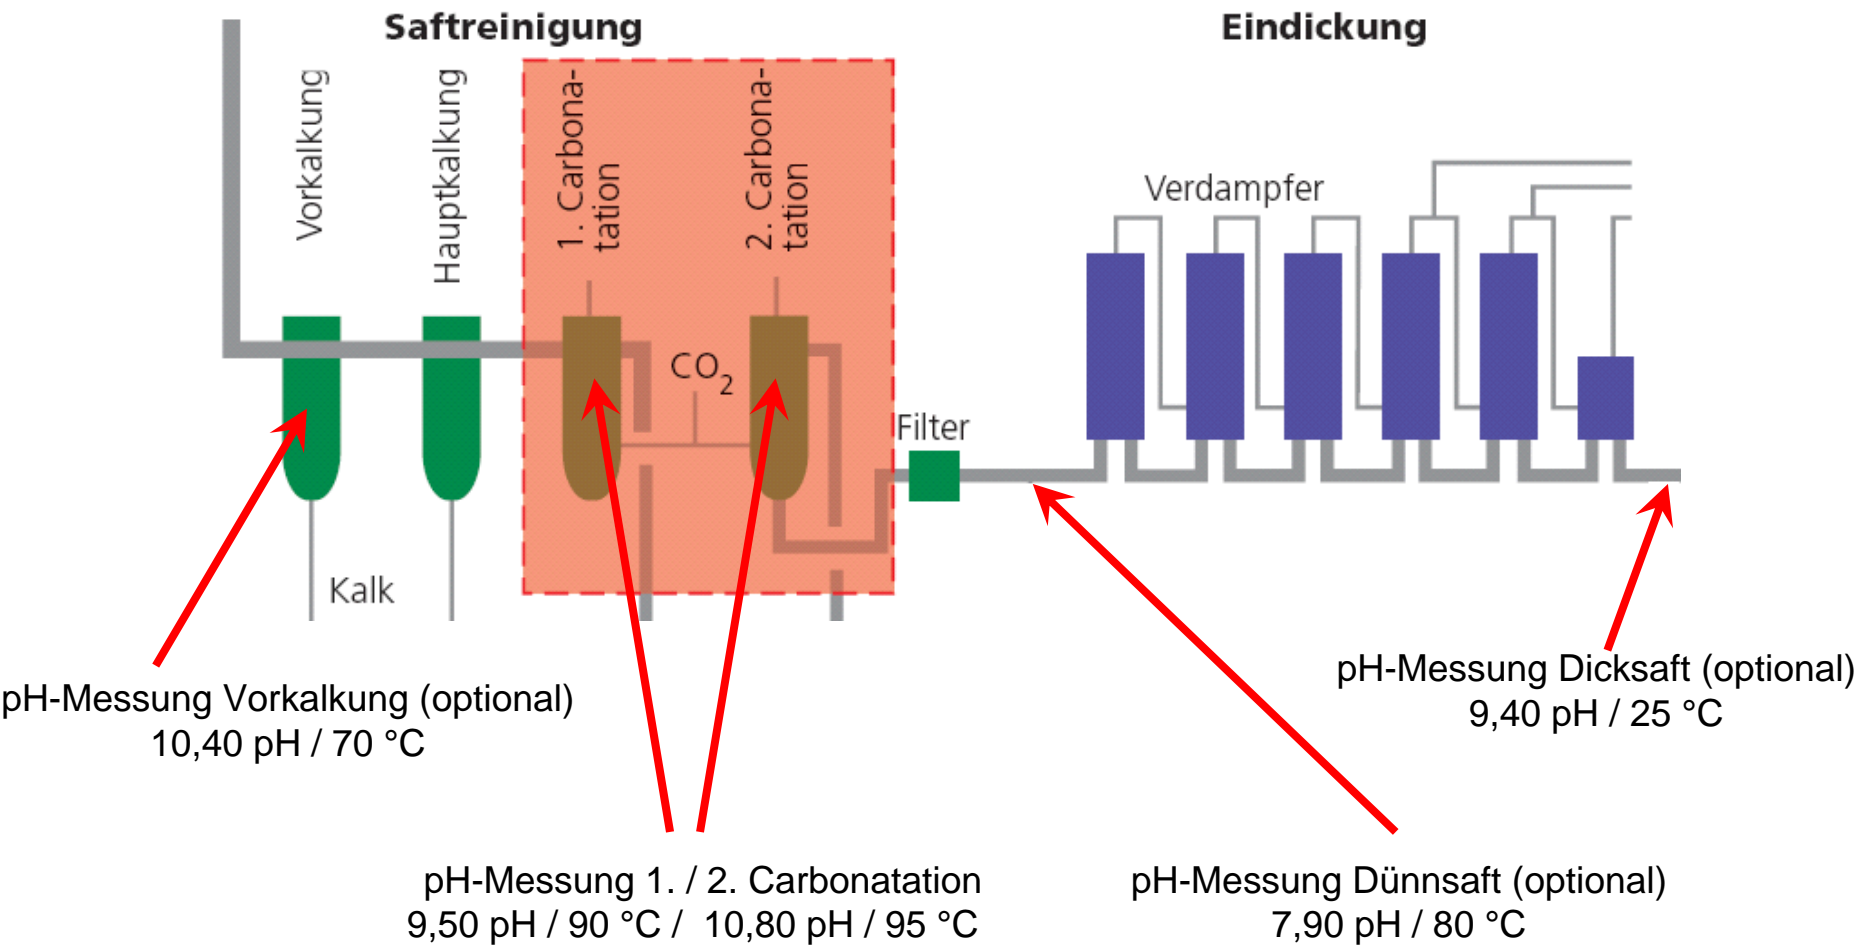 Saftreinigung
Eindickung
Vorkalkung
Hauptkalkung
1. Carbona-
tation
2. Carbona-
tation
Verdampfer
CO2
Filter
Kalk
pH-Messung Vorkalkung (optional)
10,40 pH / 70 °C
pH-Messung Dicksaft (optional)
9,40 pH / 25 °C
pH-Messung 1. / 2. Carbonatation
9,50 pH / 90 °C /  10,80 pH / 95 °C
pH-Messung Dünnsaft (optional)
7,90 pH / 80 °C